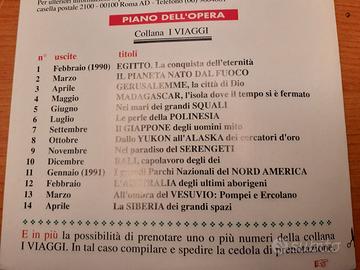 Per ulteriori
casella postale 2100 - 00100 Roma AD - Telefono
PIANO DELL'OPERA
Collana I VIAGGI
n° uscite titoli
1 Febbraio (1990) EGITTO. La conquista dell'eternità
2 Marzo IL PIANETA NATO DAL FUOCO
3 Aprile GERUSALEMME, la città di Dio
4 Maggio MADAGASCAR, l'isola dove il tempo si è fermato
5 Giugno Nei mari dei grandi SQUALI
6 Luglio Le perle della POLINESIA
7 Settembre Il GIAPPONE degli uomini mito
8 Ottobre Dallo YUKON all'ALASKA dei cercatori d'oro
9 Novembre Nel paradiso del SERENGETI
10 Dicembre BALI, capolavoro degli dei
11 Gennaio (1991) I grandi Parchi Nazionali del NORD AMERICA
12 Febbraio L'AUSTRALIA degli ultimi aborigeni
13 Marzo All'ombra del VESUVIO: Pompei e Ercolano
14 Aprile La SIBERIA dei grandi spazi
E in più la possibilità di prenotare uno o più numeri della collana
I VIAGGI. In tal caso compilare e spedire la cedola di prenotazione.